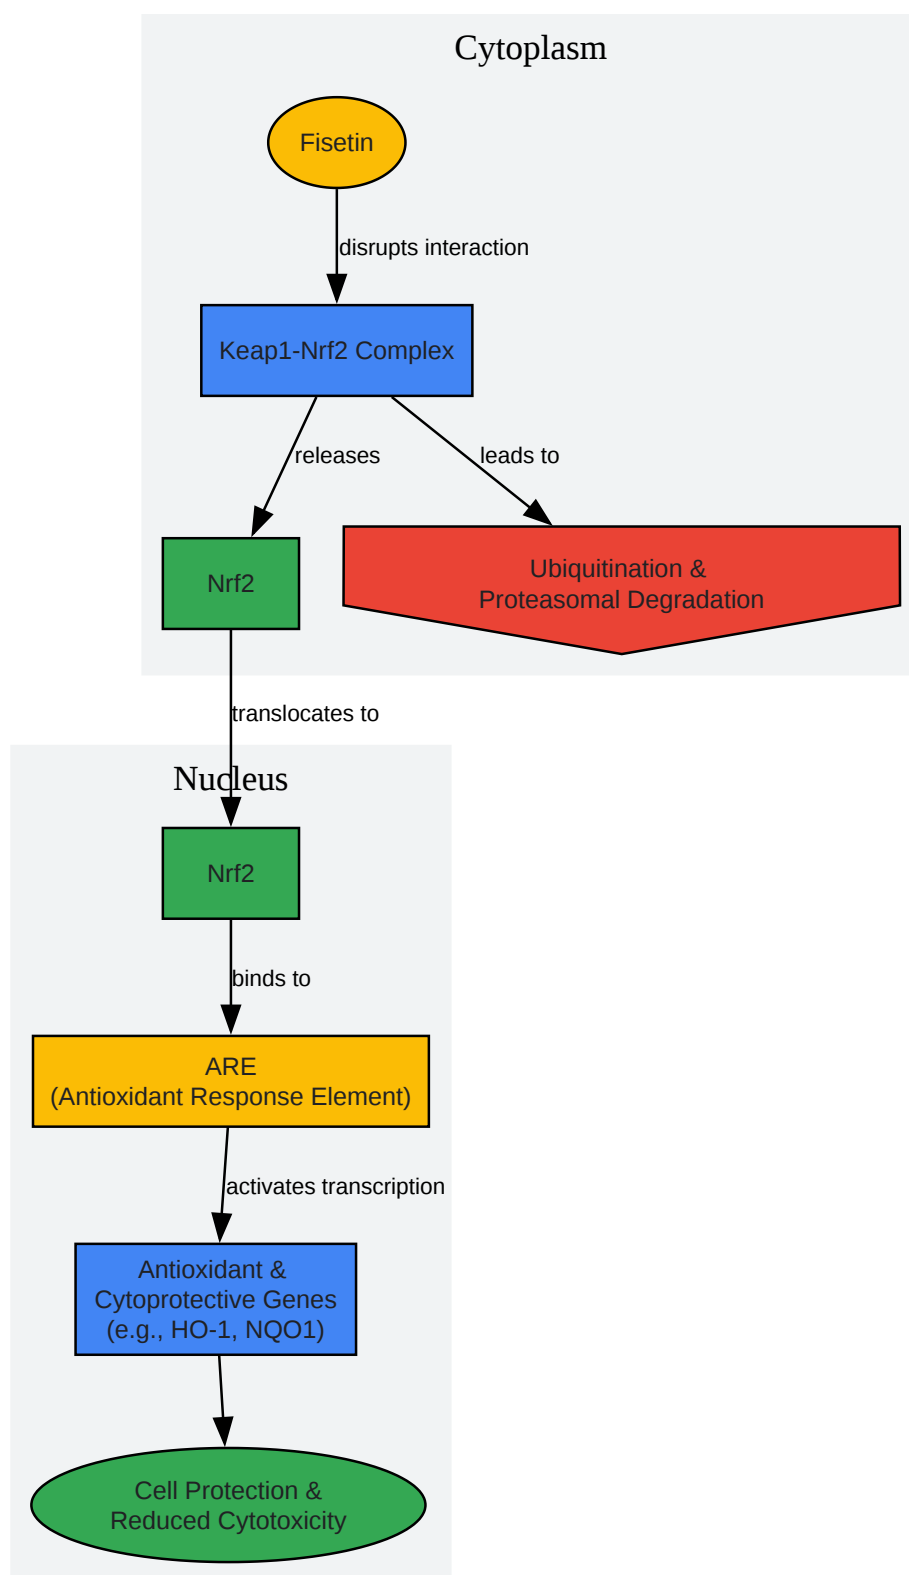 Cytoplasm
Fisetin
disrupts interaction
Keap1-Nrf2 Complex
releases
leads to
Nrf2
Ubiquitination &
Proteasomal Degradation
translocates to
Nucleus
Nrf2
binds to
ARE
(Antioxidant Response Element)
activates transcription
Antioxidant &
Cytoprotective Genes
(e.g., HO-1, NQO1)
Cell Protection &
Reduced Cytotoxicity